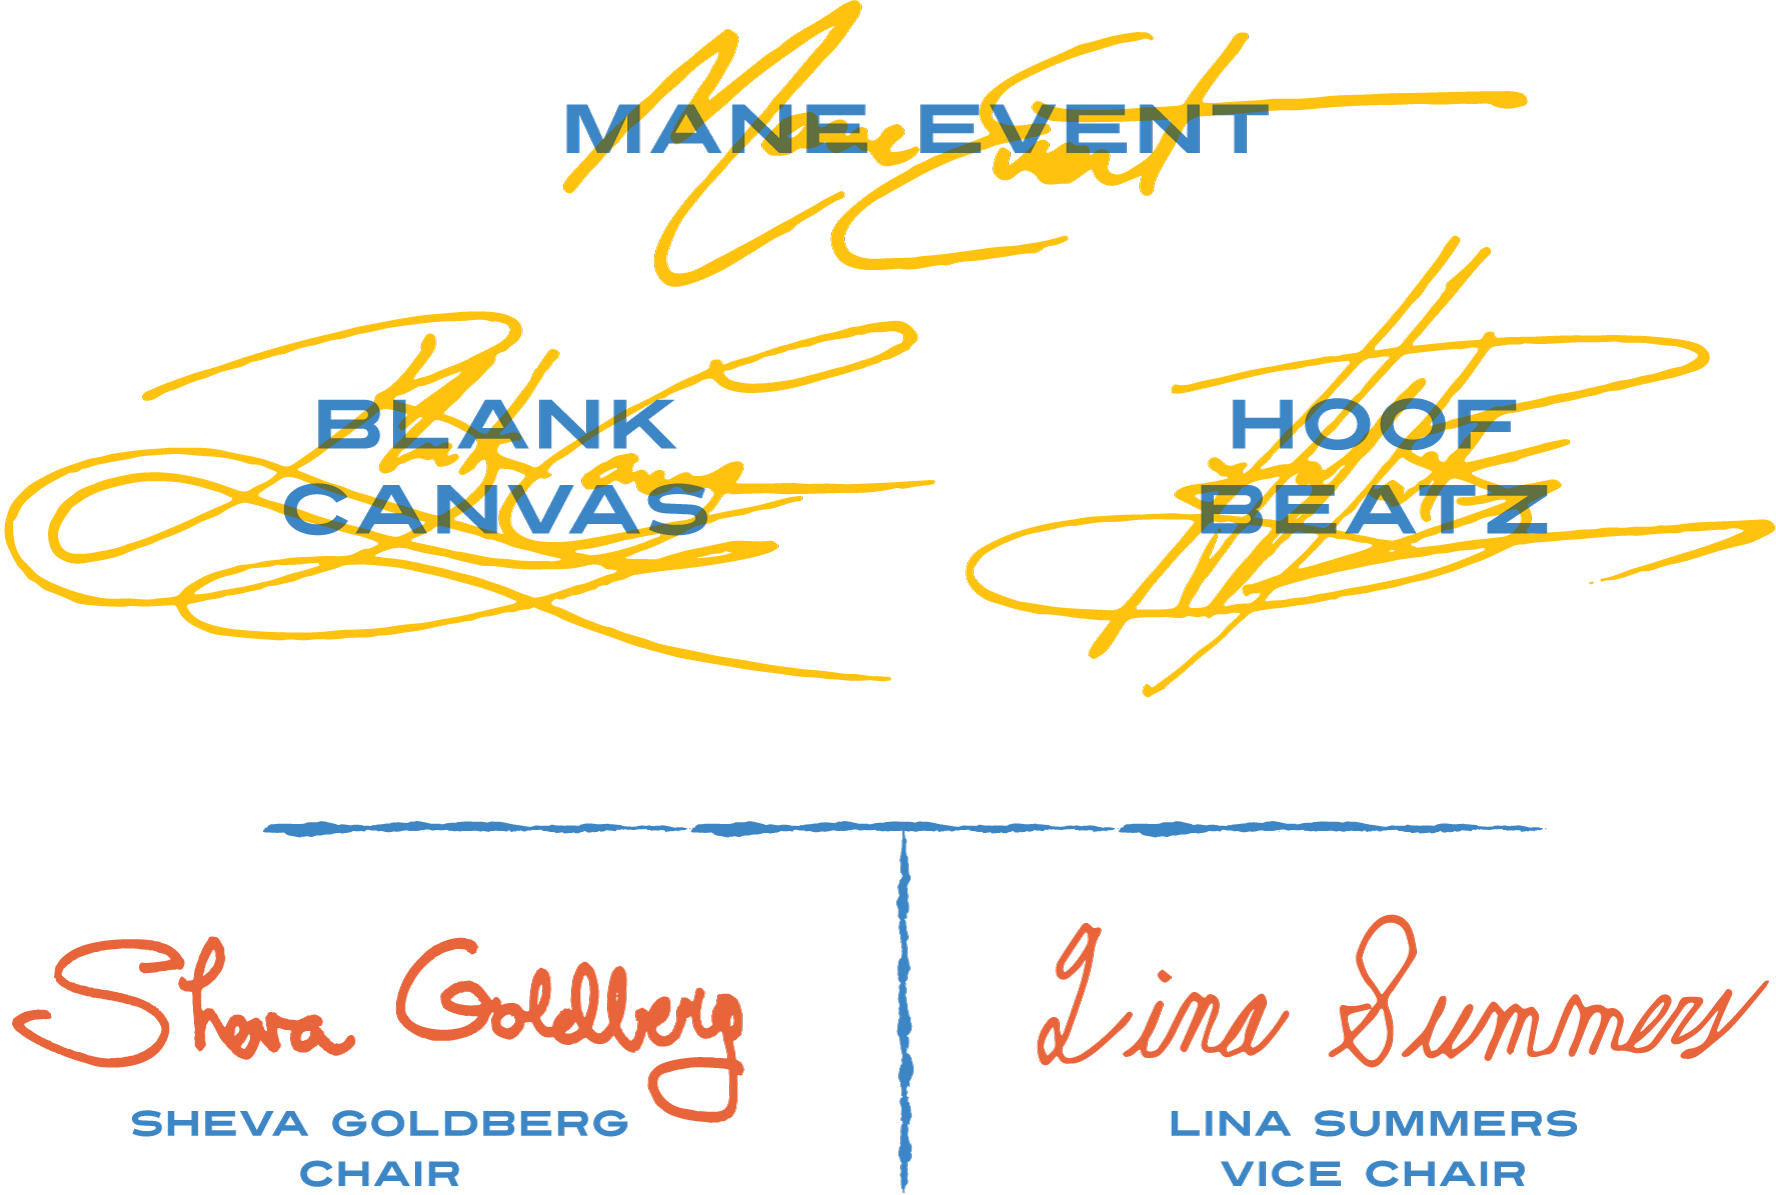 MANE EVENT
BLANK
CANVAS
HOOF
BEATZ
Sheva Goldberg
SHEVA GOLDBERG
CHAIR
Lina Summers
LINA SUMMERS
VICE CHAIR